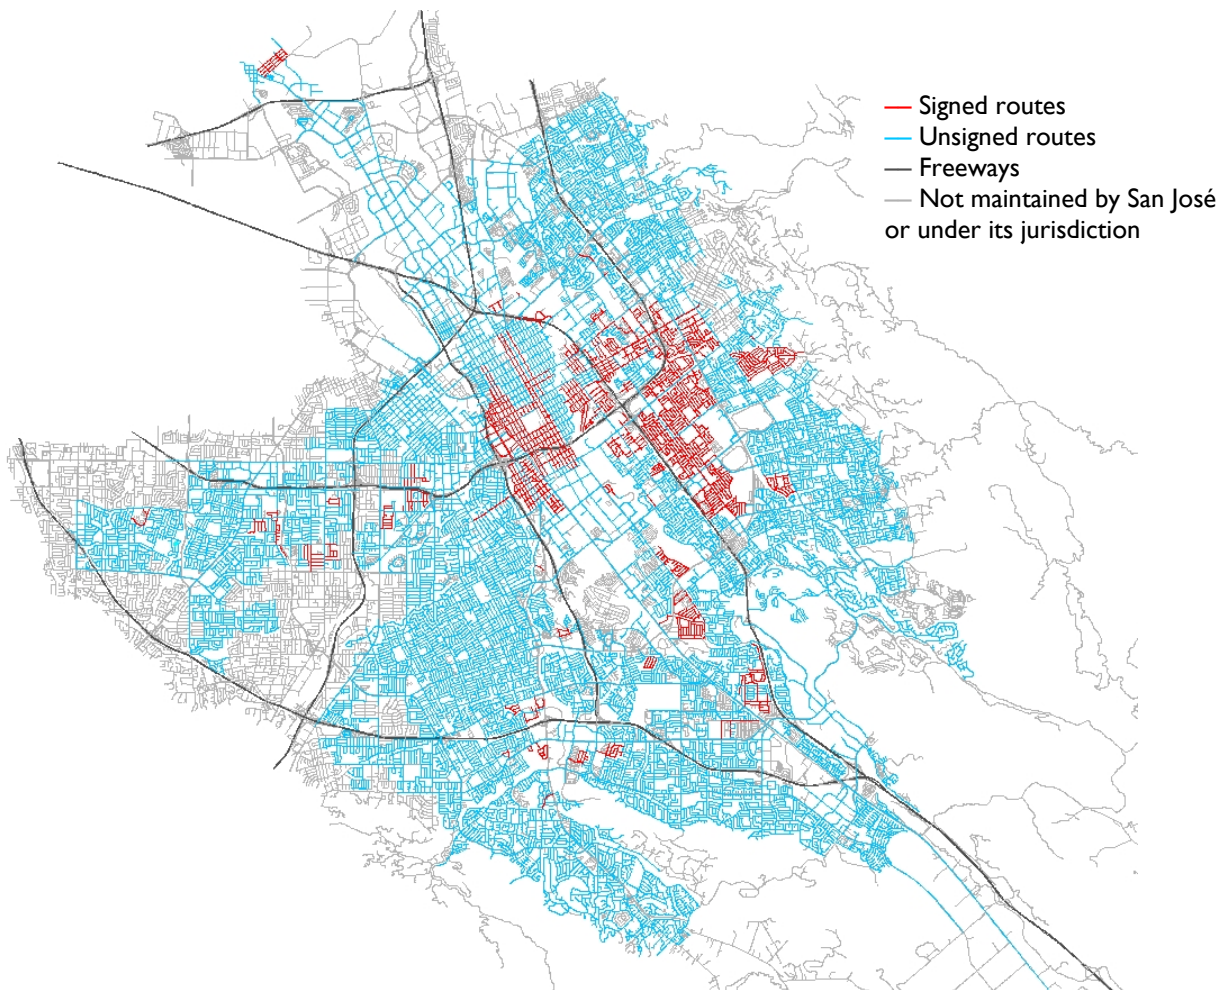 Signed routes
Unsigned routes
Freeways
Not maintained by San José
or under its jurisdiction